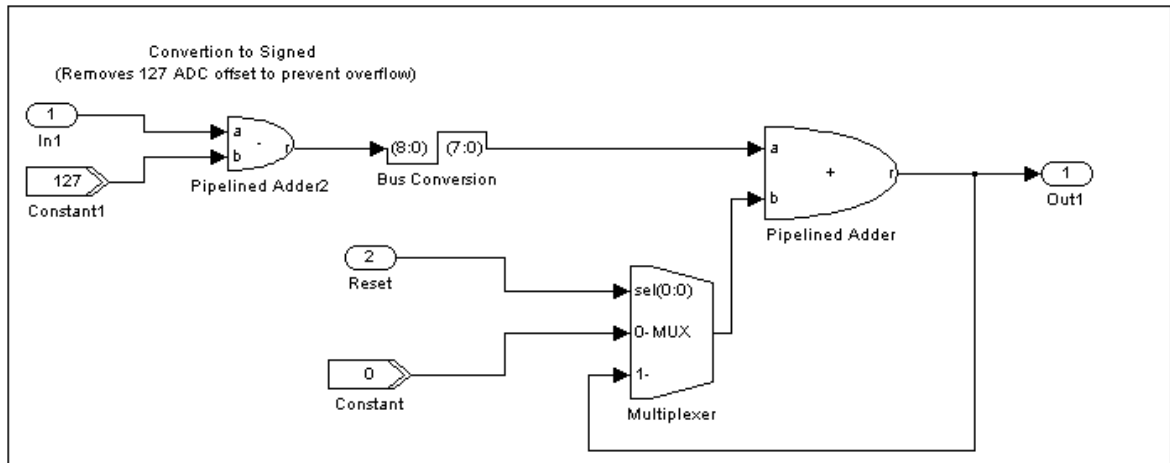 Convertion to Signed
(Removes 127 ADC offset to prevent overflow)
1
In1
127
Constant1
a
b
-
r
Pipelined Adder2
(8:0) (7:0)
Bus Conversion
a
b
+
r
Pipelined Adder
1
Out1
2
Reset
0
Constant
sel(0:0)
0- MUX
1-
Multiplexer